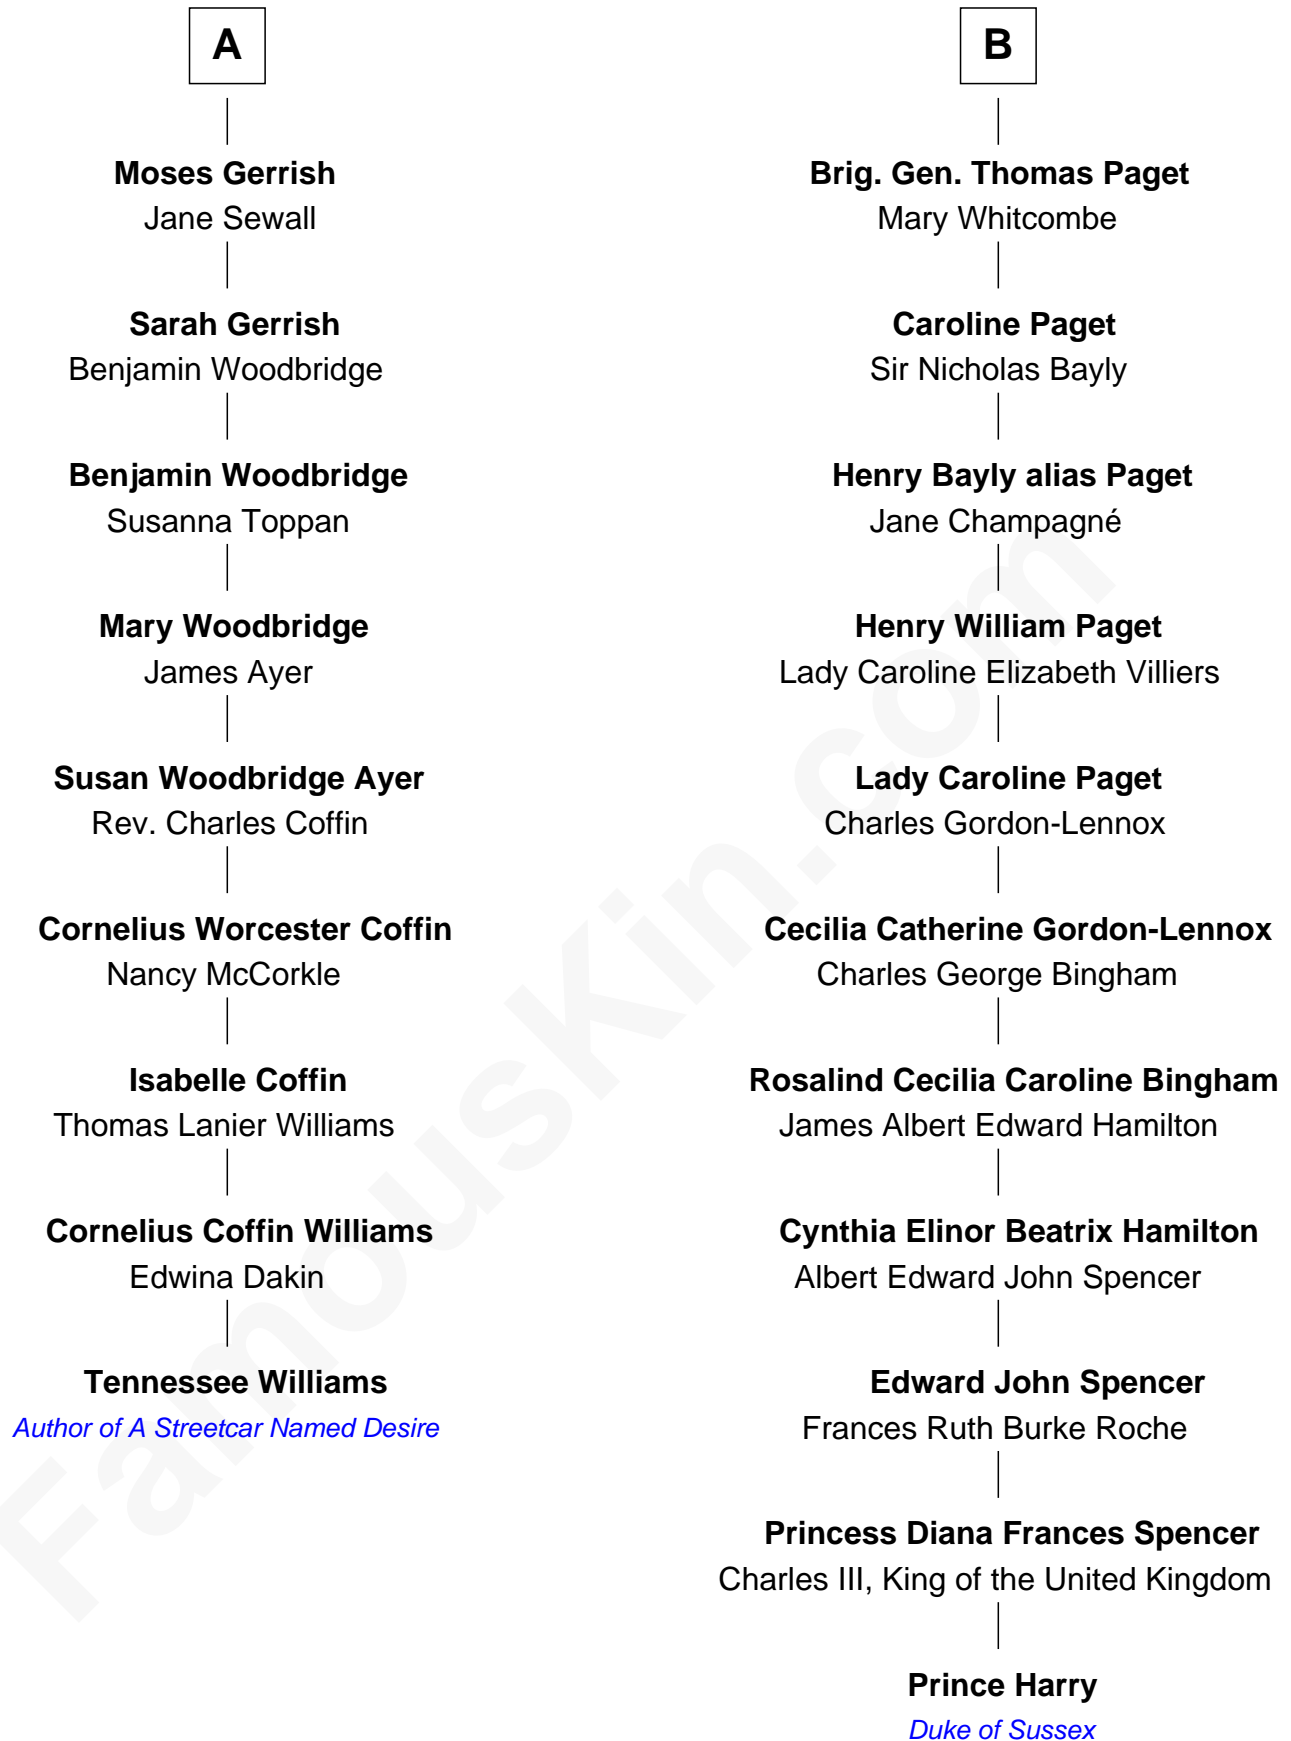 A
Moses Gerrish
Jane Sewall
Sarah Gerrish
Benjamin Woodbridge
Benjamin Woodbridge
Susanna Toppan
Mary Woodbridge
James Ayer
Susan Woodbridge Ayer
Rev. Charles Coffin
Cornelius Worcester Coffin
Nancy McCorkle
Isabelle Coffin
Thomas Lanier Williams
Cornelius Coffin Williams
Edwina Dakin
Tennessee Williams
Author of A Streetcar Named Desire
B
Brig. Gen. Thomas Paget
Mary Whitcombe
Caroline Paget
Sir Nicholas Bayly
Henry Bayly alias Paget
Jane Champagné
Henry William Paget
Lady Caroline Elizabeth Villiers
Lady Caroline Paget
Charles Gordon-Lennox
Cecilia Catherine Gordon-Lennox
Charles George Bingham
Rosalind Cecilia Caroline Bingham
James Albert Edward Hamilton
Cynthia Elinor Beatrix Hamilton
Albert Edward John Spencer
Edward John Spencer
Frances Ruth Burke Roche
Princess Diana Frances Spencer
Charles III, King of the United Kingdom
Prince Harry
Duke of Sussex
FamousKin.com